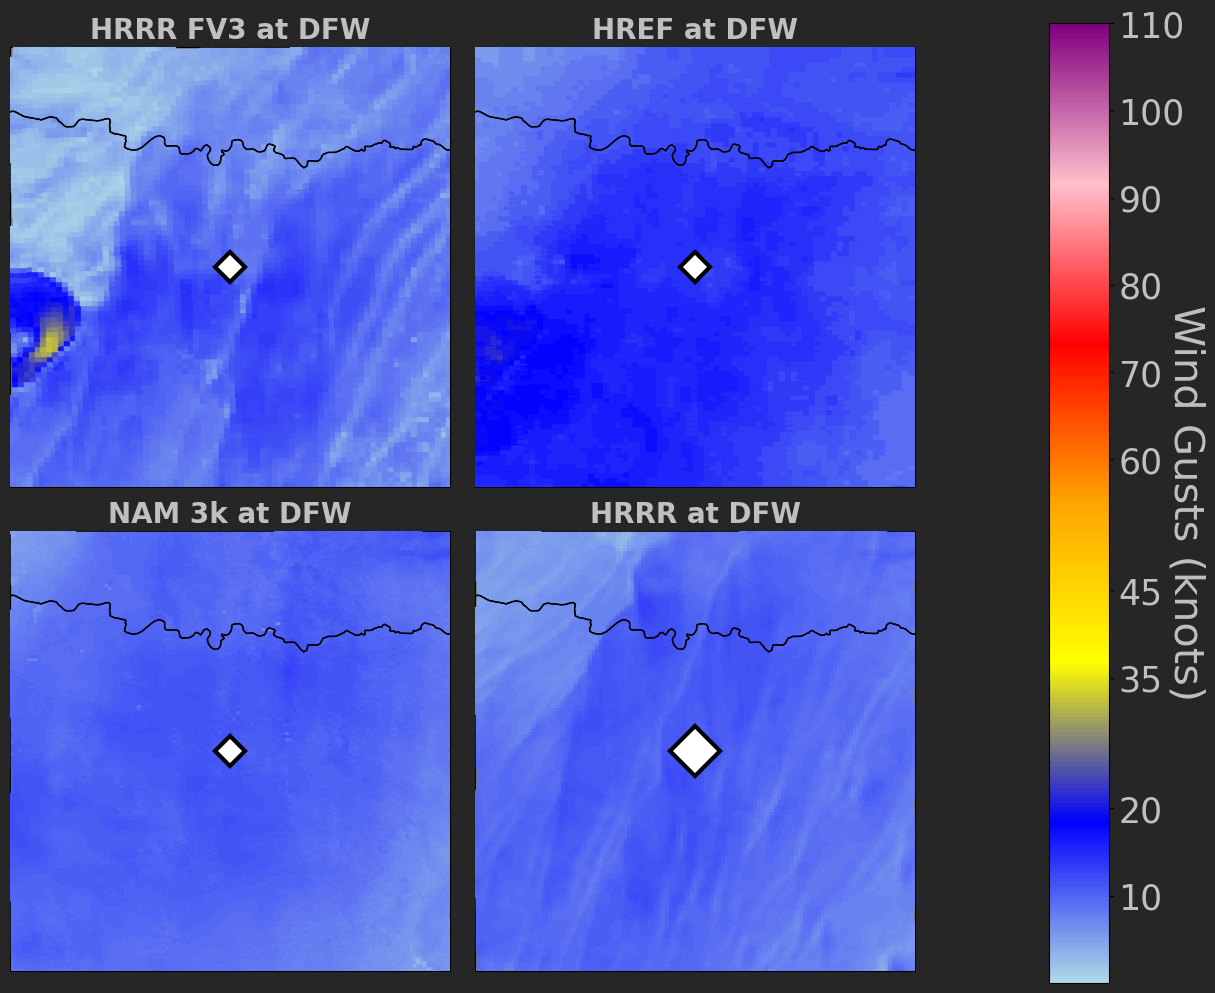 HRRR FV3 at DFW
HREF at DFW
NAM 3k at DFW
HRRR at DFW
110
100
90
80
70
60
45
35
20
10
Wind Gusts (knots)